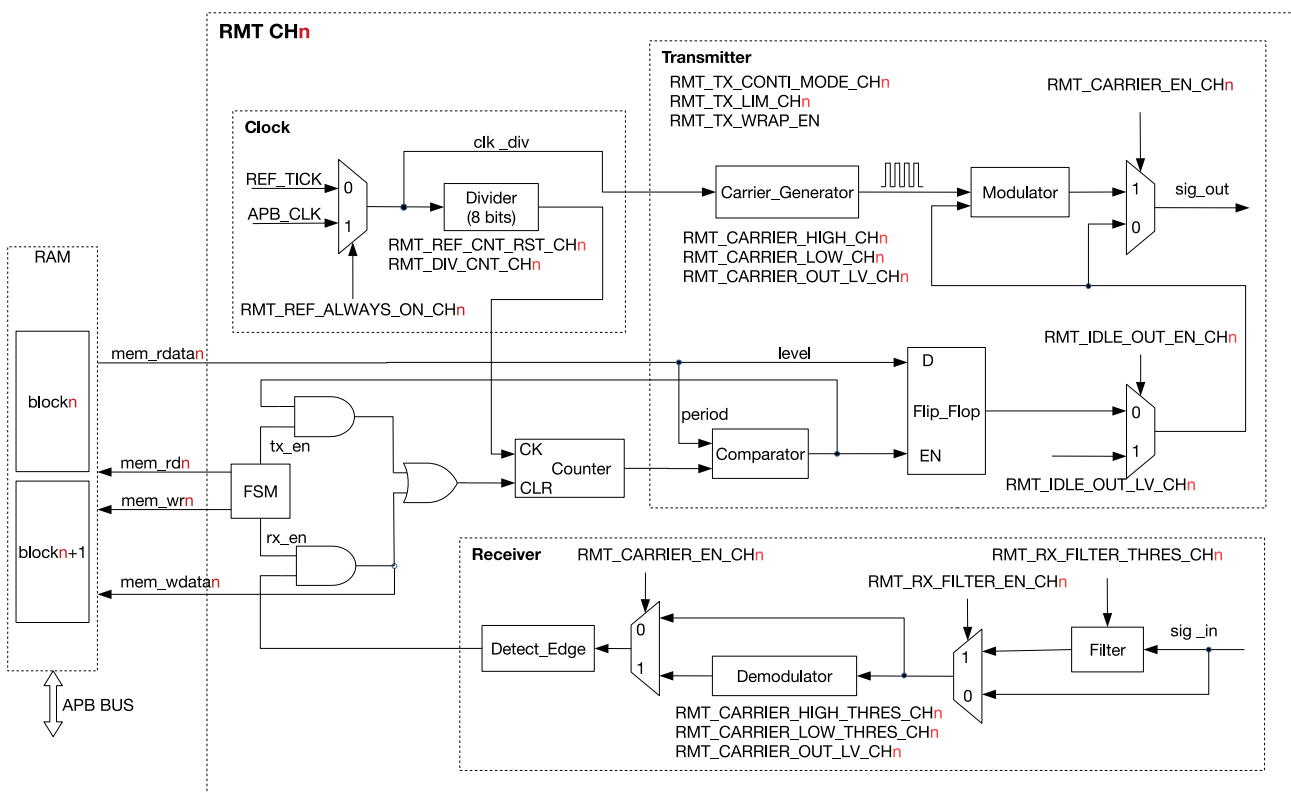 RMT CHn
Transmitter
RMT_TX_CONTI_MODE_CHn
RMT_TX_LIM_CHn
RMT_TX_WRAP_EN
RMT_CARRIER_EN_CHn
Clock
clk _div
REF_TICK
0
APB_CLK
1
Divider
(8 bits)
RMT_REF_CNT_RST_CHn
RMT_DIV_CNT_CHn
RMT_REF_ALWAYS_ON_CHn
Carrier_Generator
RMT_CARRIER_HIGH_CHn
RMT_CARRIER_LOW_CHn
RMT_CARRIER_OUT_LV_CHn
Modulator
1
0
sig_out
RAM
blockn
blockn+1
APB BUS
mem_rdatan
mem_rdn
mem_wrn
mem_wdatan
level
period
tx_en
FSM
rx_en
CK
Counter
CLR
Comparator
D
Flip_Flop
EN
RMT_IDLE_OUT_EN_CHn
0
1
RMT_IDLE_OUT_LV_CHn
Receiver
RMT_CARRIER_EN_CHn
RMT_RX_FILTER_THRES_CHn
RMT_RX_FILTER_EN_CHn
Detect_Edge
0
1
Demodulator
RMT_CARRIER_HIGH_THRES_CHn
RMT_CARRIER_LOW_THRES_CHn
RMT_CARRIER_OUT_LV_CHn
1
0
Filter
sig _in